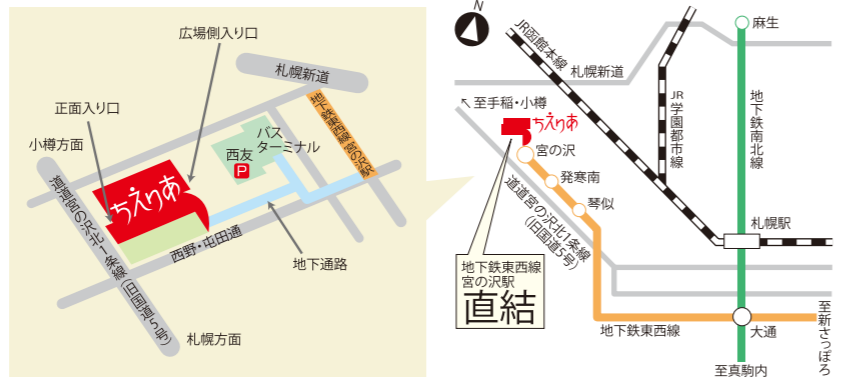 広場側入り口
札幌新道
正面入り口
小樽方面
バス
ターミナル
西友
P
地下鉄東西線宮の沢駅
ちえりあ
道道宮の沢北1条線(旧国道5号)
西野・屯田通
地下通路
札幌方面
N
JR函館本線
麻生
札幌新道
JR学園都市線
地下鉄南北線
↖至手稲・小樽
ちえりあ
宮の沢
発寒南
琴似
道道宮の沢北1条線
(旧国道5号)
札幌駅
地下鉄東西線
宮の沢駅
直結
地下鉄東西線
大通
至新さっぽろ
至真駒内